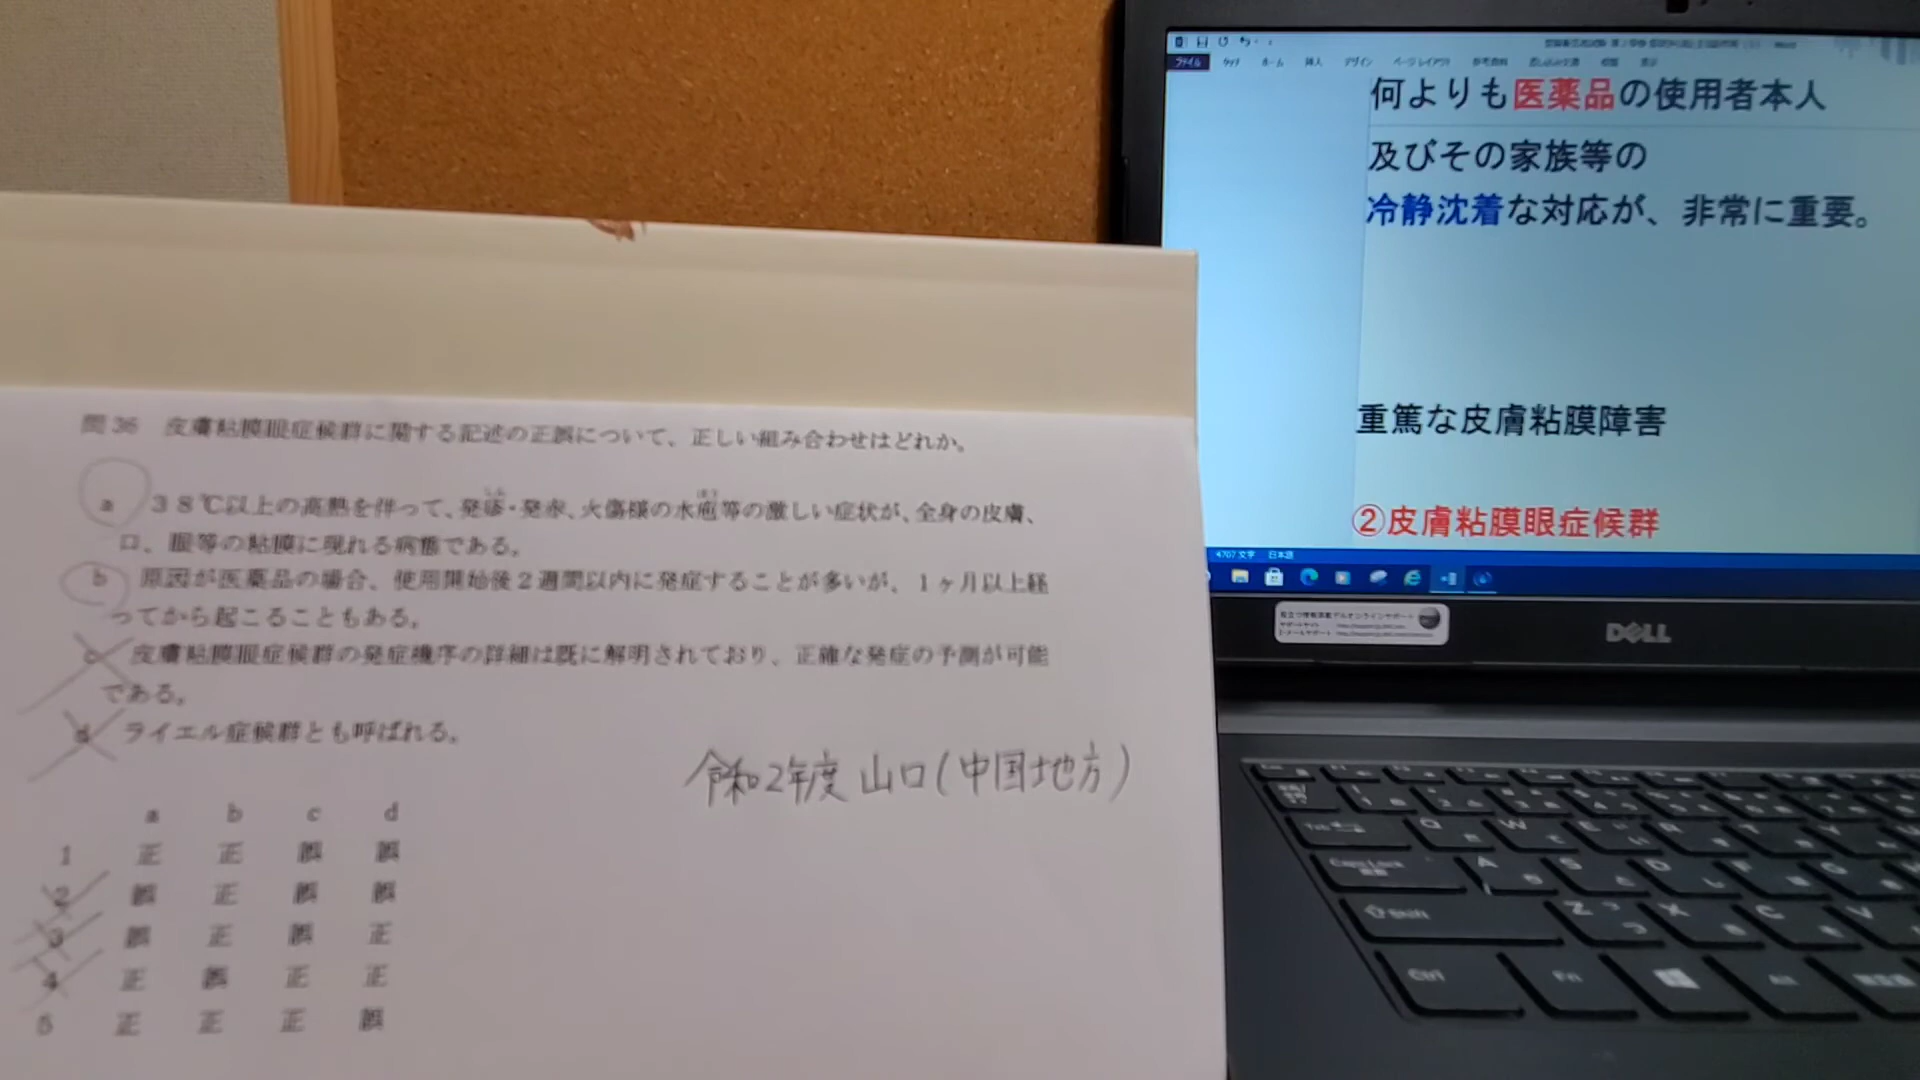 何よりも医薬品の使用者本人
及びその家族等の
冷静沈着な対応が、非常に重要。
重篤な皮膚粘膜障害
②皮膚粘膜眼症候群
4707 文字 日本語
DELL
問36 皮膚粘膜眼症候群に関する記述の正誤について、正しい組み合わせはどれか。
a ３８℃以上の高熱を伴って、発疹・発赤、火傷様の水疱等の激しい症状が、全身の皮膚、
口、眼等の粘膜に現れる病態である。
b 原因が医薬品の場合、使用開始後２週間以内に発症することが多いが、１ヶ月以上経
ってから起こることもある。
c 皮膚粘膜眼症候群の発症機序の詳細は既に解明されており、正確な発症の予測が可能
である。
d ライエル症候群とも呼ばれる。
令和2年度 山口(中国地方)
a b c d
1 正 正 誤 誤
2 誤 正 誤 誤
3 誤 正 誤 正
4 正 誤 正 正
5 正 正 正 誤